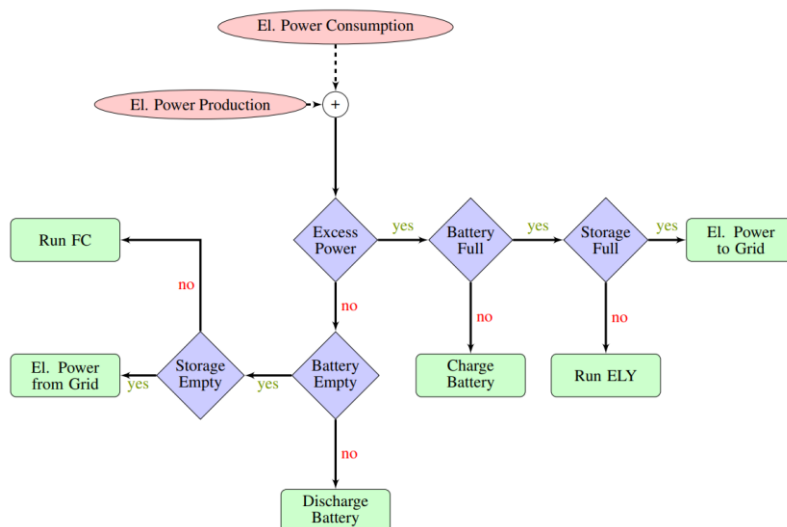 El. Power Consumption
El. Power Production
+
Excess
Power
yes
Battery
Full
yes
Storage
Full
yes
El. Power
to Grid
Run FC
no
no
no
no
El. Power
from Grid
yes
Storage
Empty
yes
Battery
Empty
Charge
Battery
Run ELY
no
Discharge
Battery